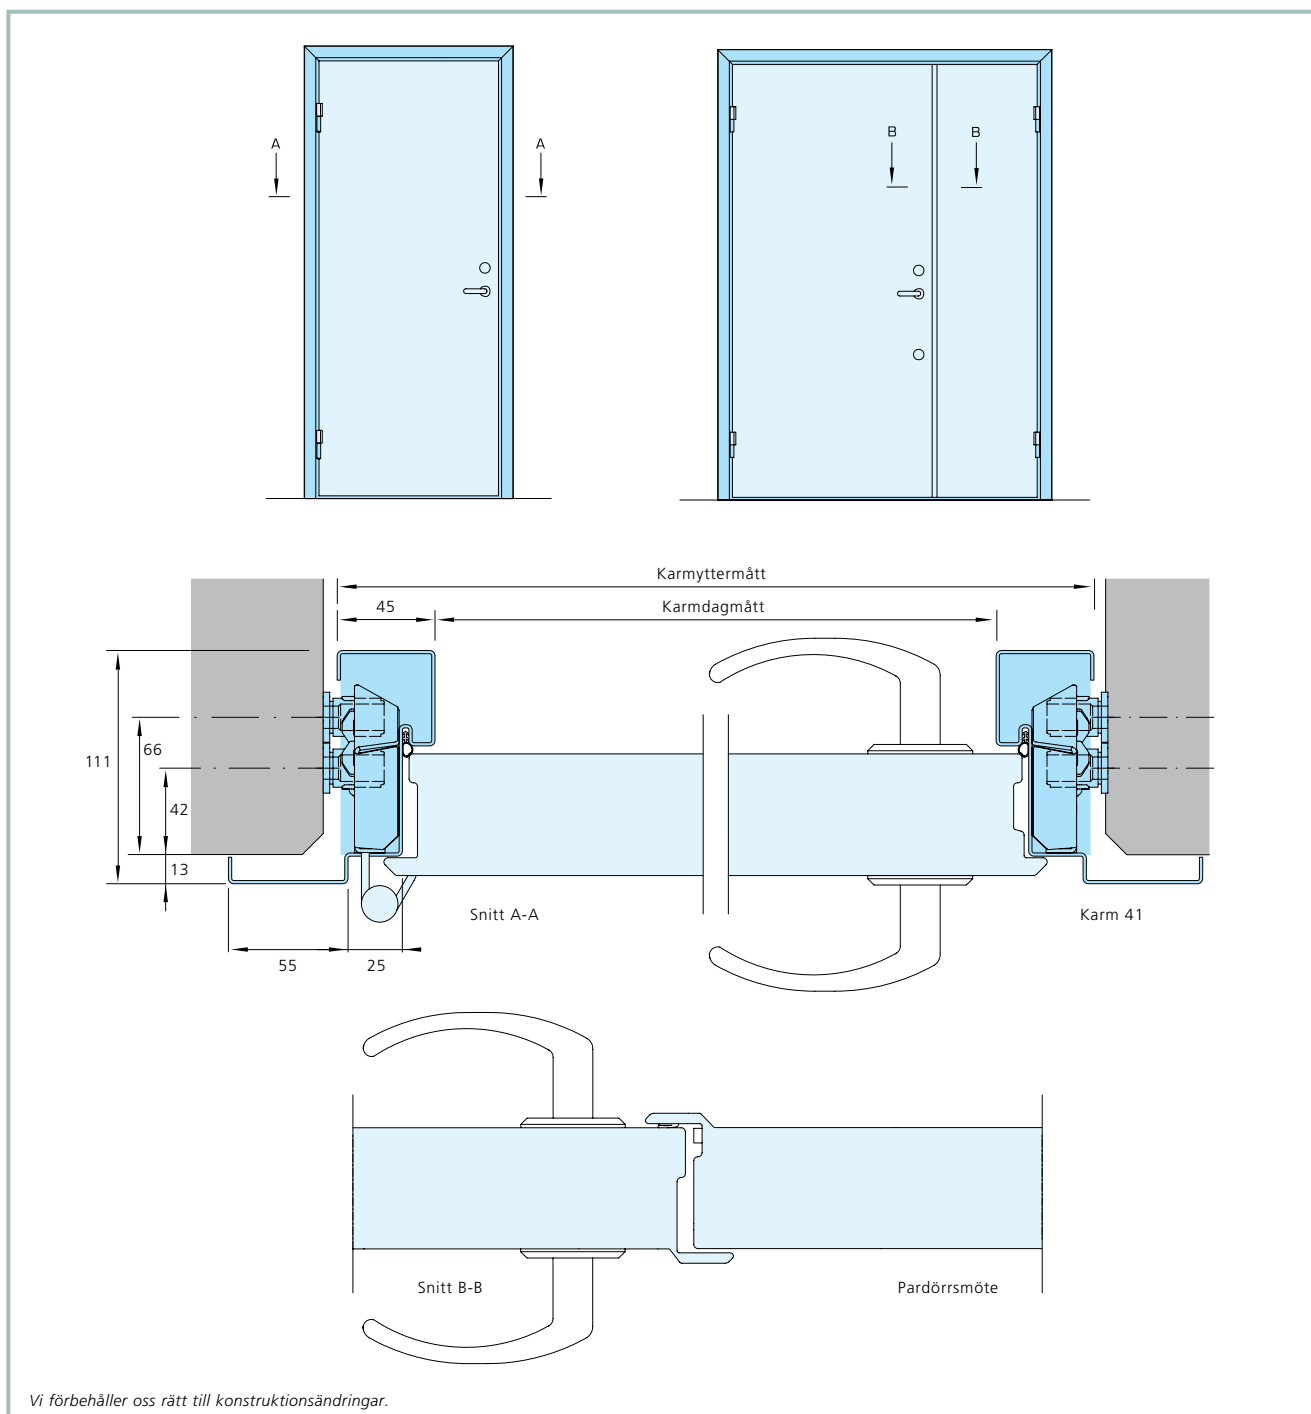 A
A
B
B
Karmyttermått
45
Karmdagmått
111
66
42
13
Snitt A-A
Karm 41
55
25
Snitt B-B
Pardörrsmöte
Vi förbehåller oss rätt till konstruktionsändringar.